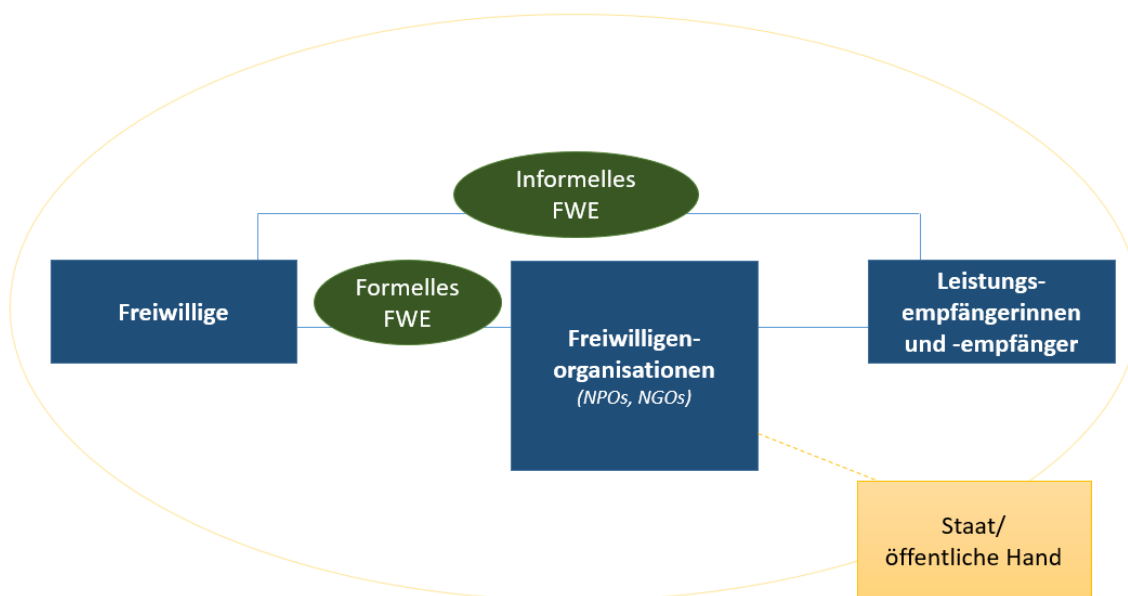 Informelles
FWE
Freiwillige
Formelles
FWE
Freiwilligen-
organisationen
(NPOs, NGOs)
Leistungs-
empfängerinnen
und -empfänger
Staat/
öffentliche Hand